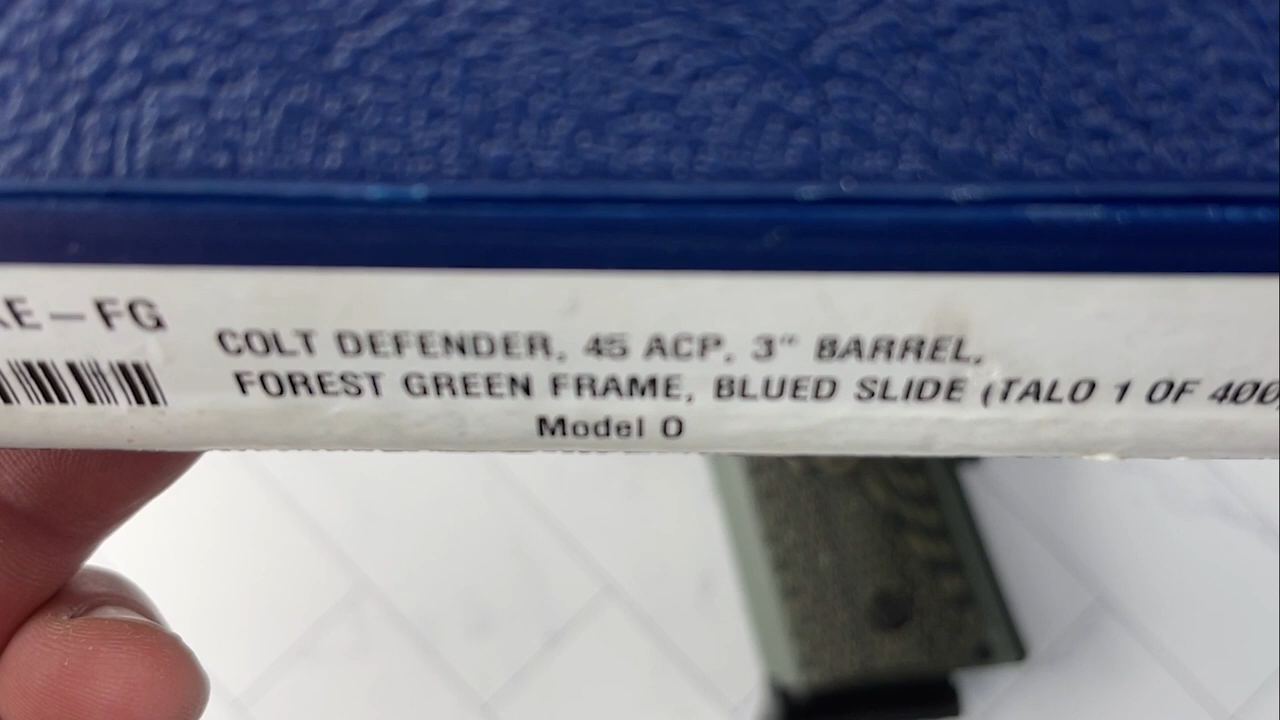 E-FG
COLT DEFENDER, 45 ACP, 3" BARREL,
FOREST GREEN FRAME, BLUED SLIDE (TALO 1 OF 400
Model O